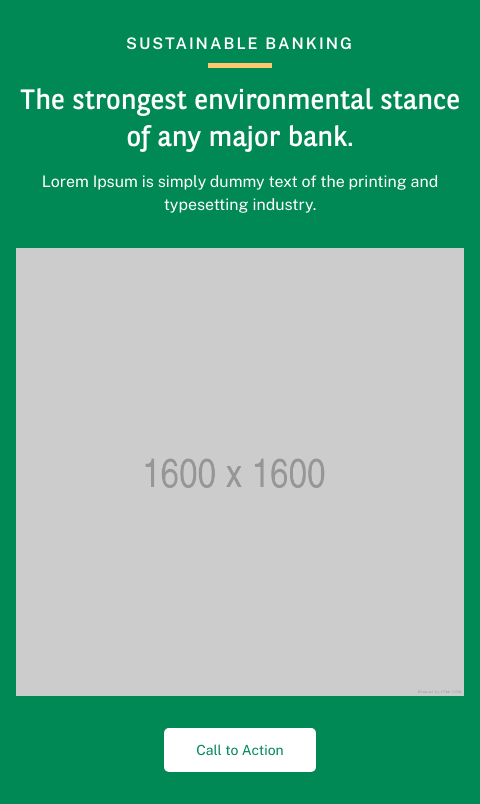 SUSTAINABLE BANKING
The strongest environmental stance
of any major bank.
Lorem Ipsum is simply dummy text of the printing and
typesetting industry.
1600 x 1600
Call to Action